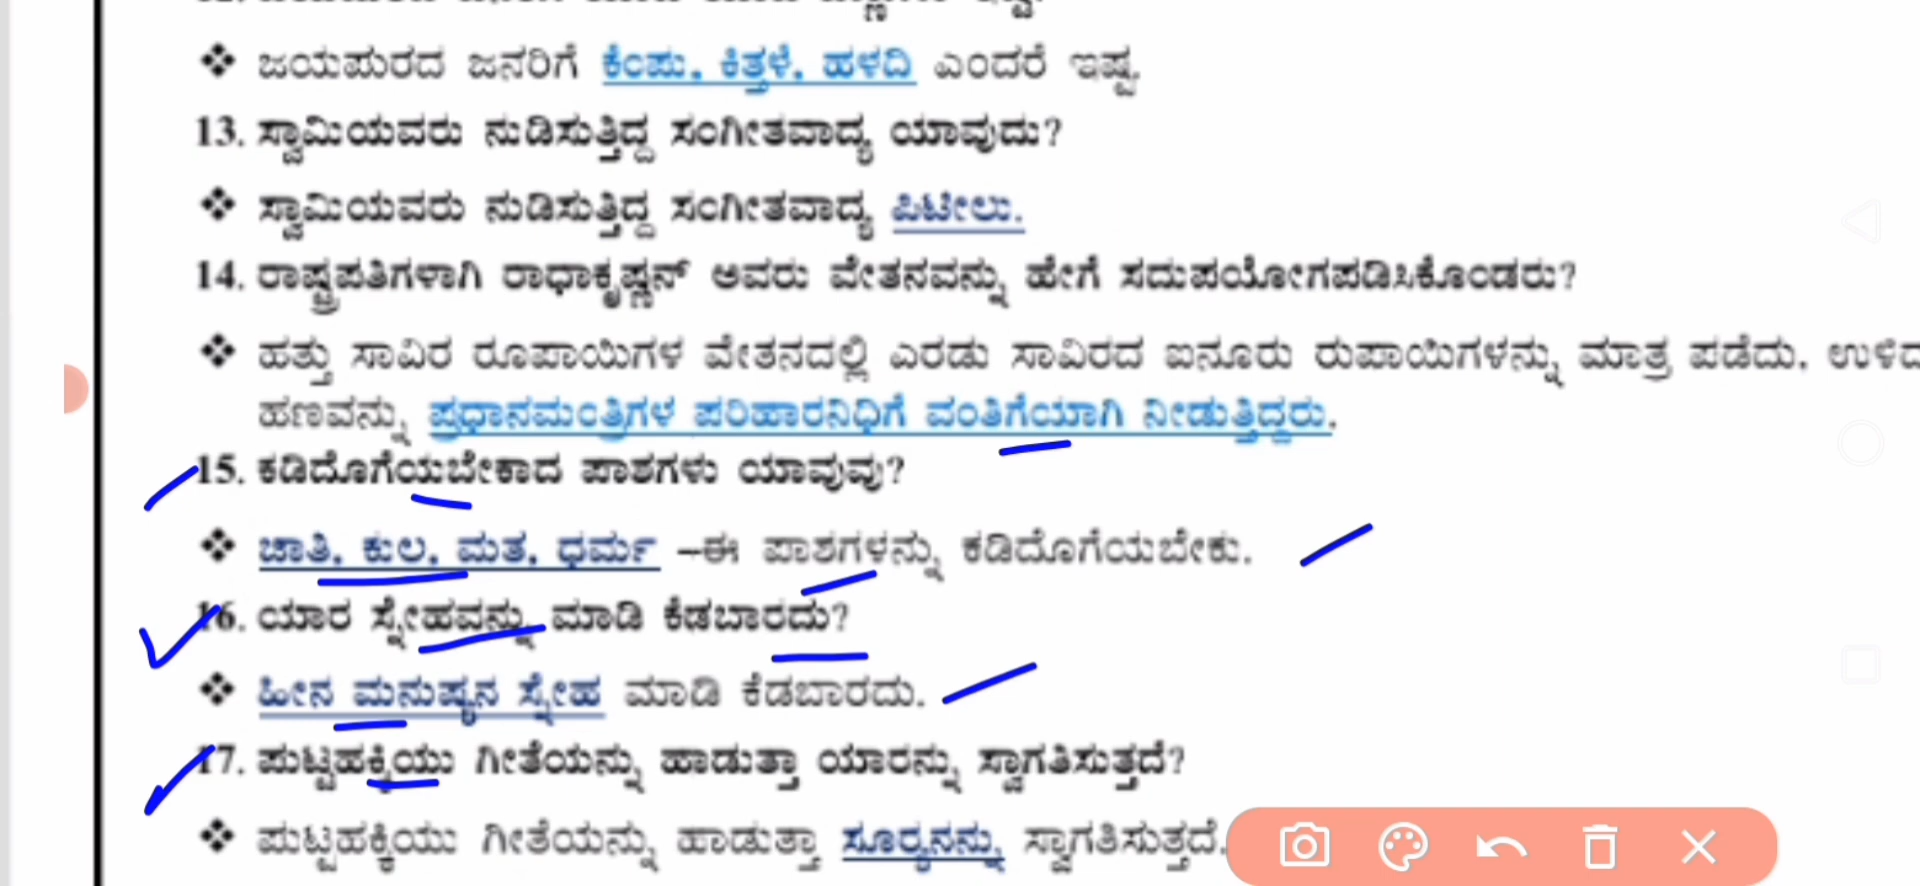 ❖ ಜಯಪುರದ ಜನರಿಗೆ ಕೆಂಪು, ಕಿತ್ತಳೆ, ಹಳದಿ ಎಂದರೆ ಇಷ್ಟ.
13. ಸ್ವಾಮಿಯವರು ನುಡಿಸುತ್ತಿದ್ದ ಸಂಗೀತವಾದ್ಯ ಯಾವುದು?
❖ ಸ್ವಾಮಿಯವರು ನುಡಿಸುತ್ತಿದ್ದ ಸಂಗೀತವಾದ್ಯ ಪಿಟೀಲು.
14. ರಾಷ್ಟ್ರಪತಿಗಳಾಗಿ ರಾಧಾಕೃಷ್ಣನ್ ಅವರು ವೇತನವನ್ನು ಹೇಗೆ ಸದುಪಯೋಗಪಡಿಸಿಕೊಂಡರು?
❖ ಹತ್ತು ಸಾವಿರ ರೂಪಾಯಿಗಳ ವೇತನದಲ್ಲಿ ಎರಡು ಸಾವಿರದ ಐನೂರು ರುಪಾಯಿಗಳನ್ನು ಮಾತ್ರ ಪಡೆದು, ಉಳಿದ
ಹಣವನ್ನು ಪ್ರಧಾನಮಂತ್ರಿಗಳ ಪರಿಹಾರನಿಧಿಗೆ ವಂತಿಗೆಯಾಗಿ ನೀಡುತ್ತಿದ್ದರು.
15. ಕಡಿದೊಗೆಯಬೇಕಾದ ಪಾಶಗಳು ಯಾವುವು?
❖ ಜಾತಿ, ಕುಲ, ಮತ, ಧರ್ಮ –ಈ ಪಾಶಗಳನ್ನು ಕಡಿದೊಗೆಯಬೇಕು.
16. ಯಾರ ಸ್ನೇಹವನ್ನು ಮಾಡಿ ಕೆಡಬಾರದು?
❖ ಹೀನ ಮನುಷ್ಯನ ಸ್ನೇಹ ಮಾಡಿ ಕೆಡಬಾರದು.
17. ಪುಟ್ಟಹಕ್ಕಿಯು ಗೀತೆಯನ್ನು ಹಾಡುತ್ತಾ ಯಾರನ್ನು ಸ್ವಾಗತಿಸುತ್ತದೆ?
❖ ಪುಟ್ಟಹಕ್ಕಿಯು ಗೀತೆಯನ್ನು ಹಾಡುತ್ತಾ ಸೂರ್ಯನನ್ನು ಸ್ವಾಗತಿಸುತ್ತದೆ.